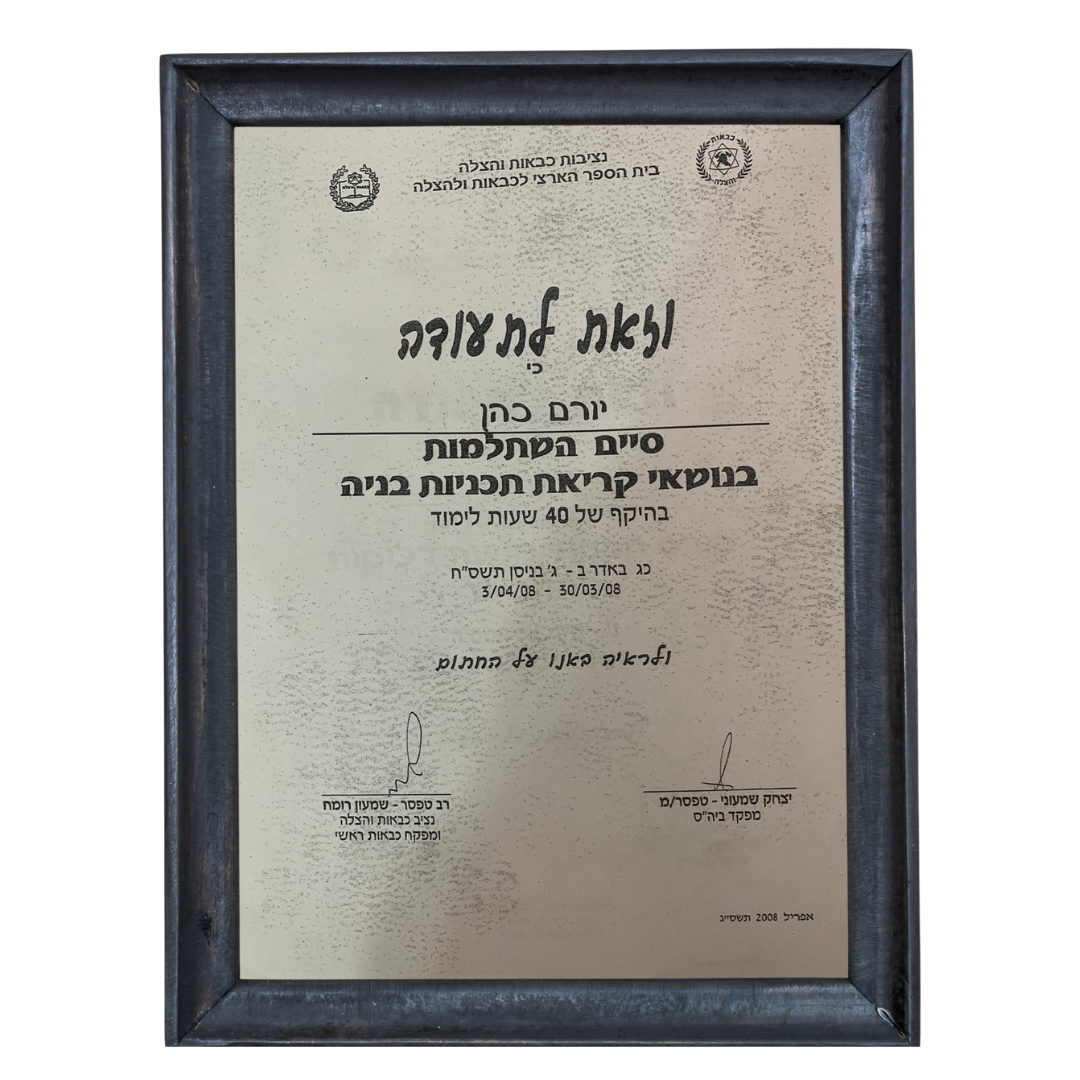 נציבות כבאות והצלה
בית הספר הארצי לכבאות ולהצלה
כבאות
והצלה
וזאת לתעודה
כי
יורם כהן
סיים השתלמות
בנושאי קריאת תכניות בניה
בהיקף של 40 שעות לימוד
כג באדר ב - ג' בניסן תשס"ח
30/03/08 - 3/04/08
ולראיה באנו על החתום
יצחק שמעוני - טפסר/מ
מפקד ביה"ס
רב טפסר - שמעון רומח
נציב כבאות והצלה
ומפקח כבאות ראשי
אפריל 2008 תשס"ג